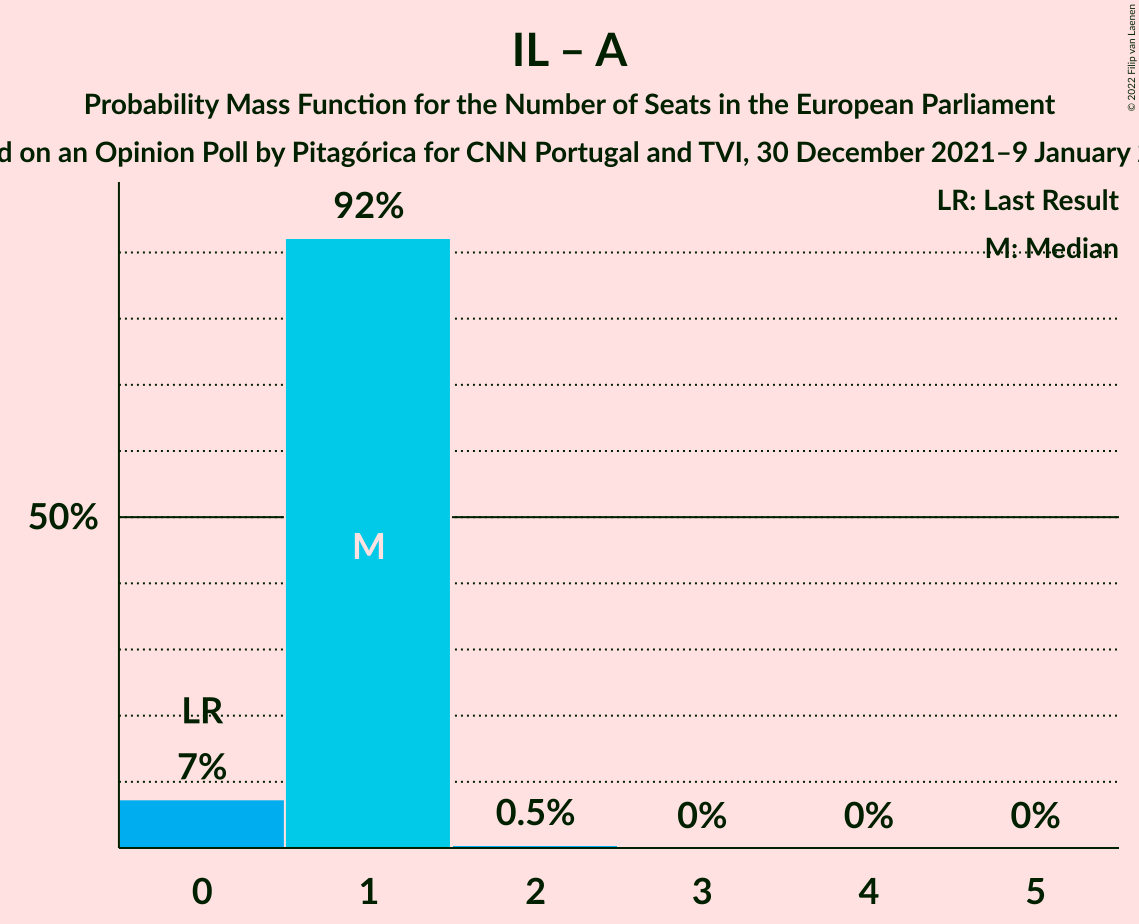 IL – A
Probability Mass Function for the Number of Seats in the European Parliament
on an Opinion Poll by Pitagórica for CNN Portugal and TVI, 30 December 2021–9 January
© 2022 Filip van Laenen
LR: Last Result
M: Median
92%
50%
M
LR
7%
0.5%
0%
0%
0%
0
1
2
3
4
5